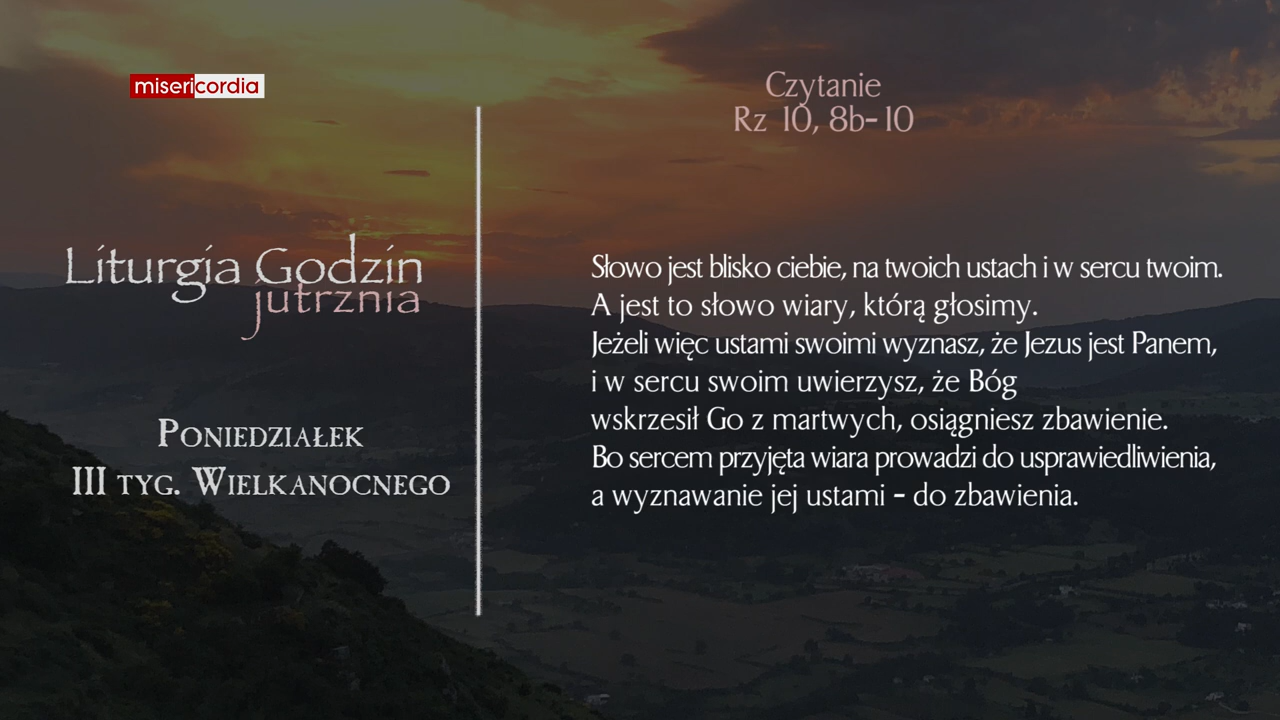 misericordia
Liturgia Godzin
jutrznia
Poniedziałek
III tyg. Wielkanocnego
Czytanie
Rz 10, 8b-10
Słowo jest blisko ciebie, na twoich ustach i w sercu twoim.
A jest to słowo wiary, którą głosimy.
Jeżeli więc ustami swoimi wyznasz, że Jezus jest Panem,
i w sercu swoim uwierzysz, że Bóg
wskrzesił Go z martwych, osiągniesz zbawienie.
Bo sercem przyjęta wiara prowadzi do usprawiedliwienia,
a wyznawanie jej ustami - do zbawienia.